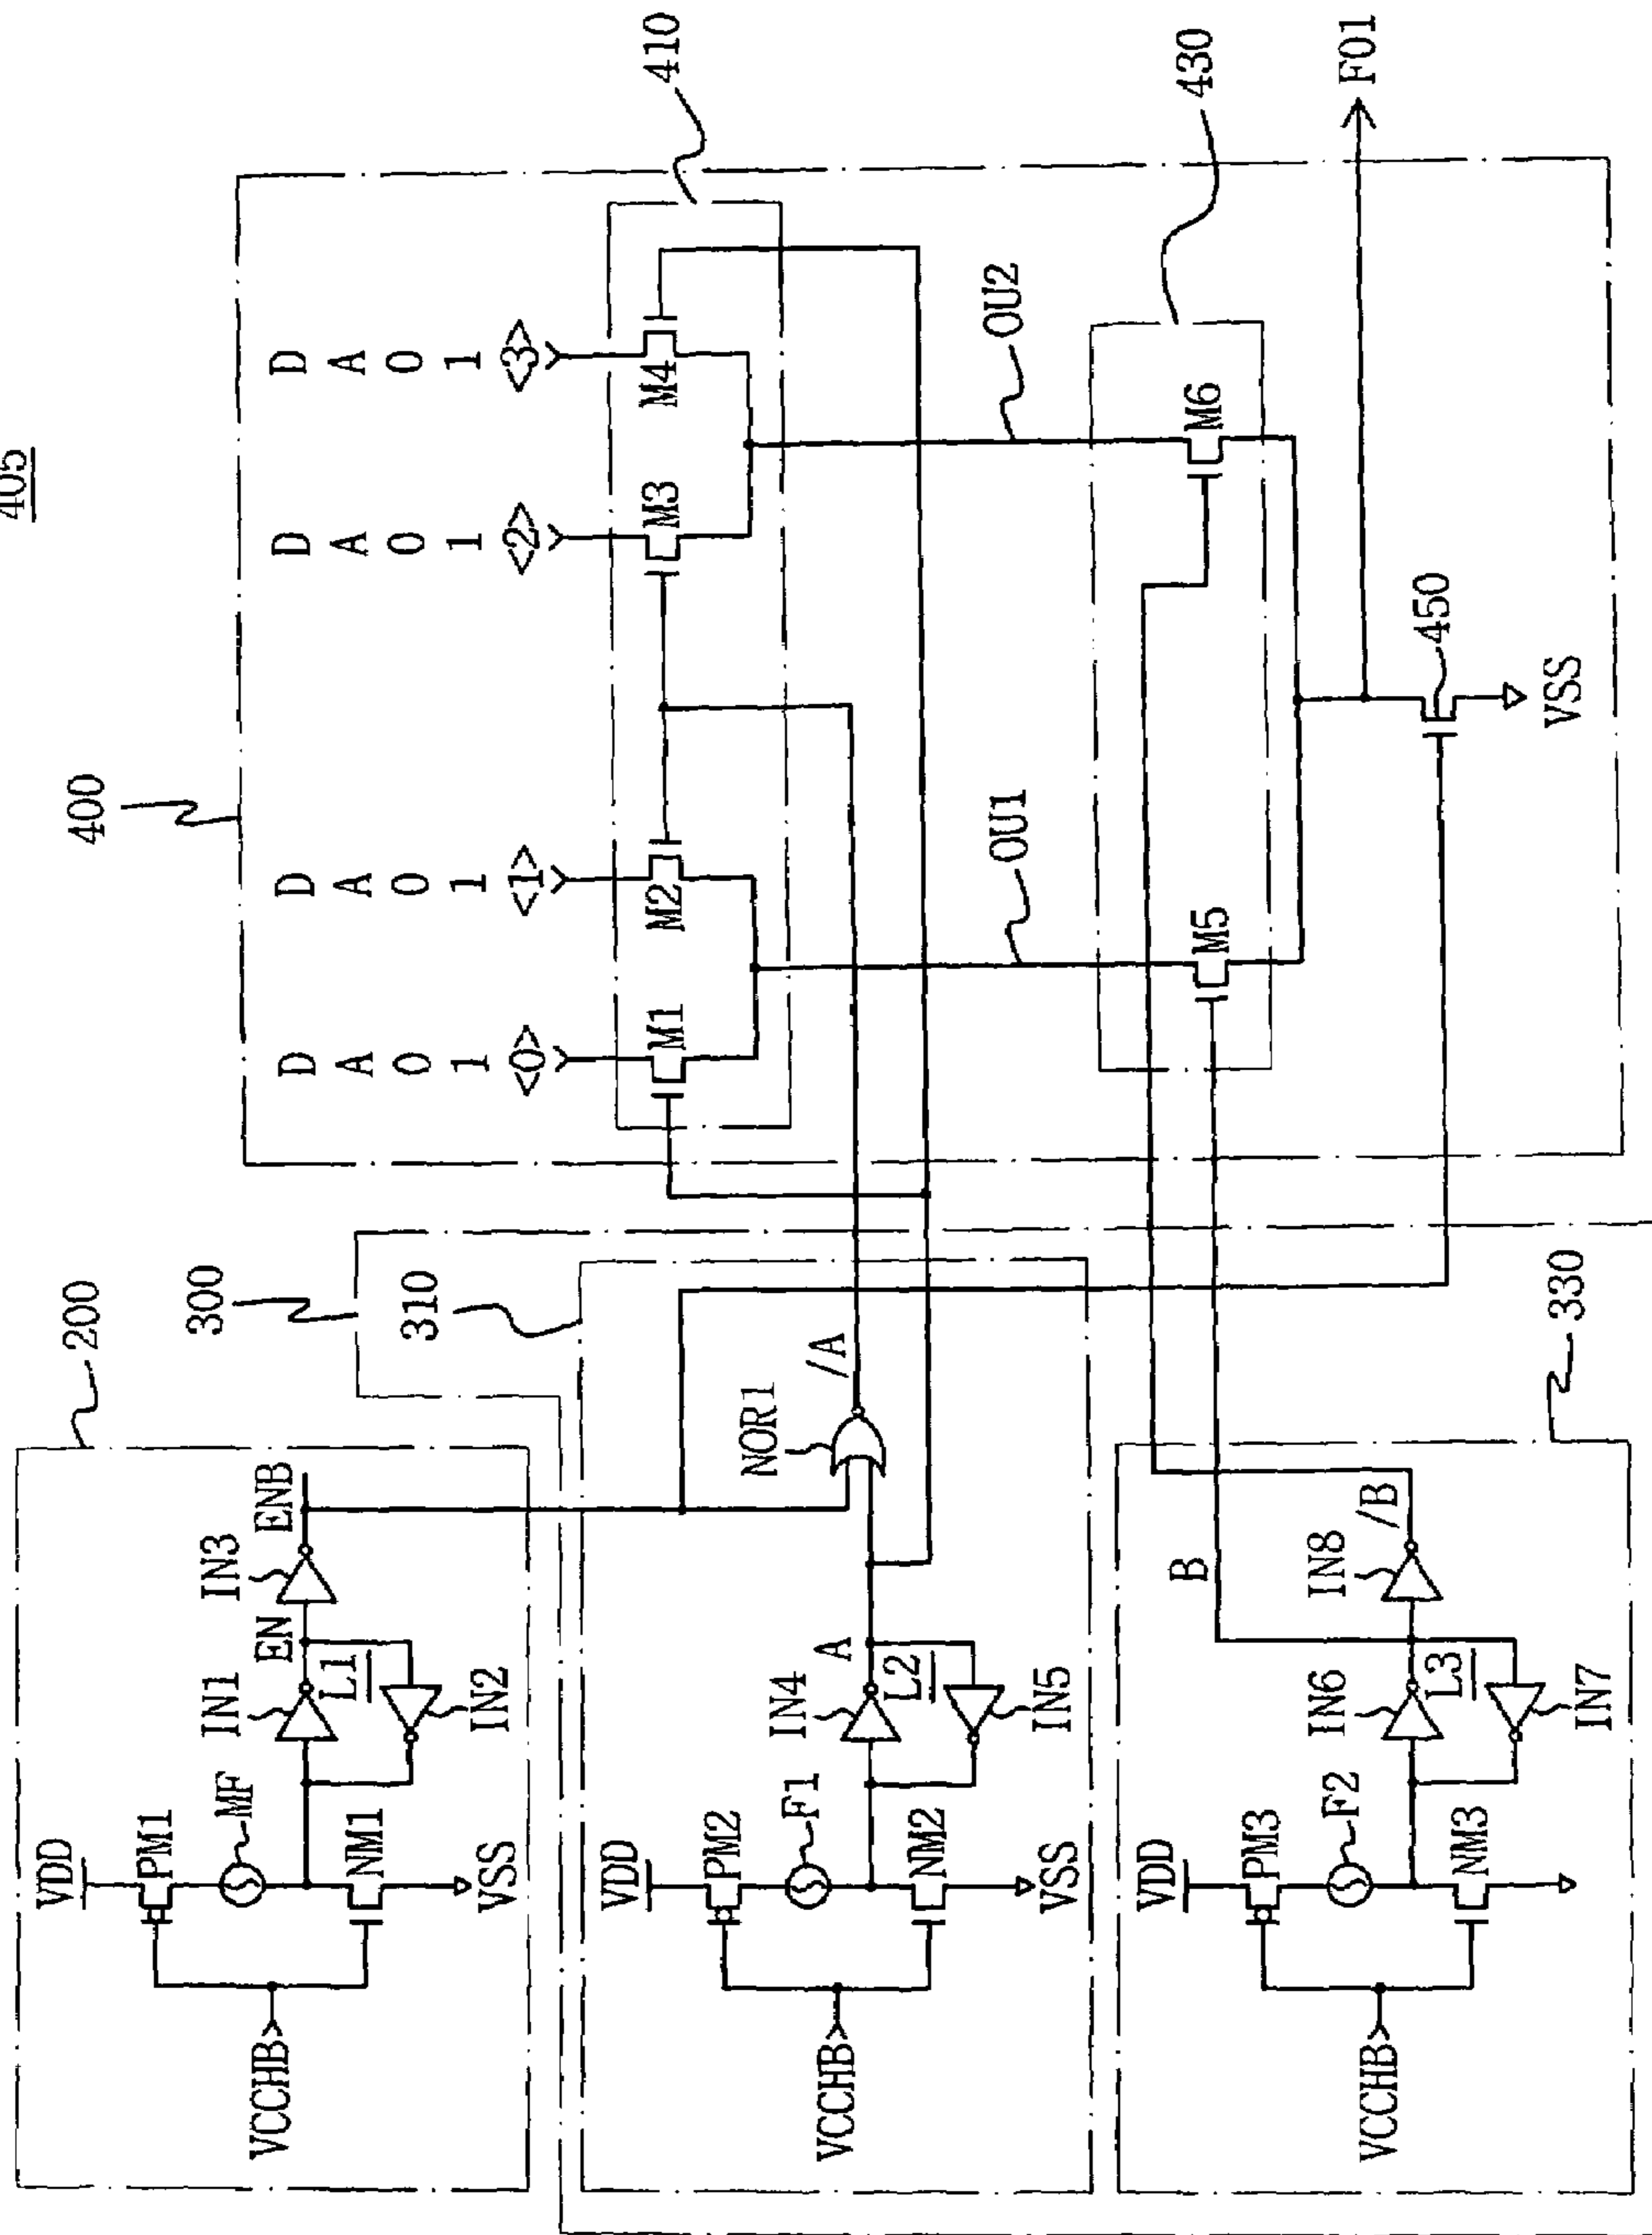 405
400
410
DA01<0>
DA01<1>
DA01<2>
DA01<3>
M1
M2
M3
M4
OU1
OU2
430
M5
M6
F01
450
VSS
200
VDD
PM1
MF
NM1
VSS
VCCHB
IN1
EN
IN3
ENB
L1
IN2
300
310
VDD
PM2
F1
NM2
VSS
VCCHB
IN4
A
L2
IN5
NOR1
/A
330
VDD
PM3
F2
NM3
VCCHB
IN6
B
L3
IN7
IN8
/B